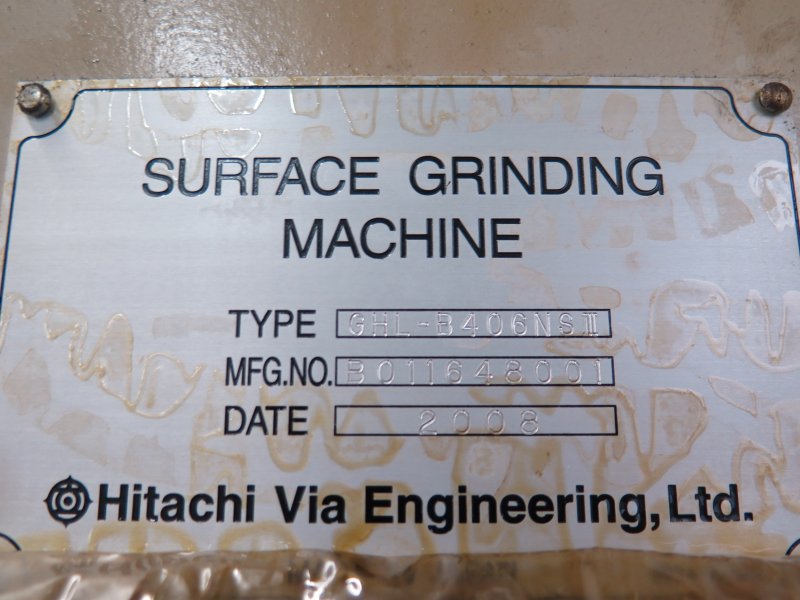 SURFACE GRINDING
MACHINE
TYPE GHL-B406NSⅢ
MFG.NO. B011648001
DATE 2008
Hitachi Via Engineering, Ltd.